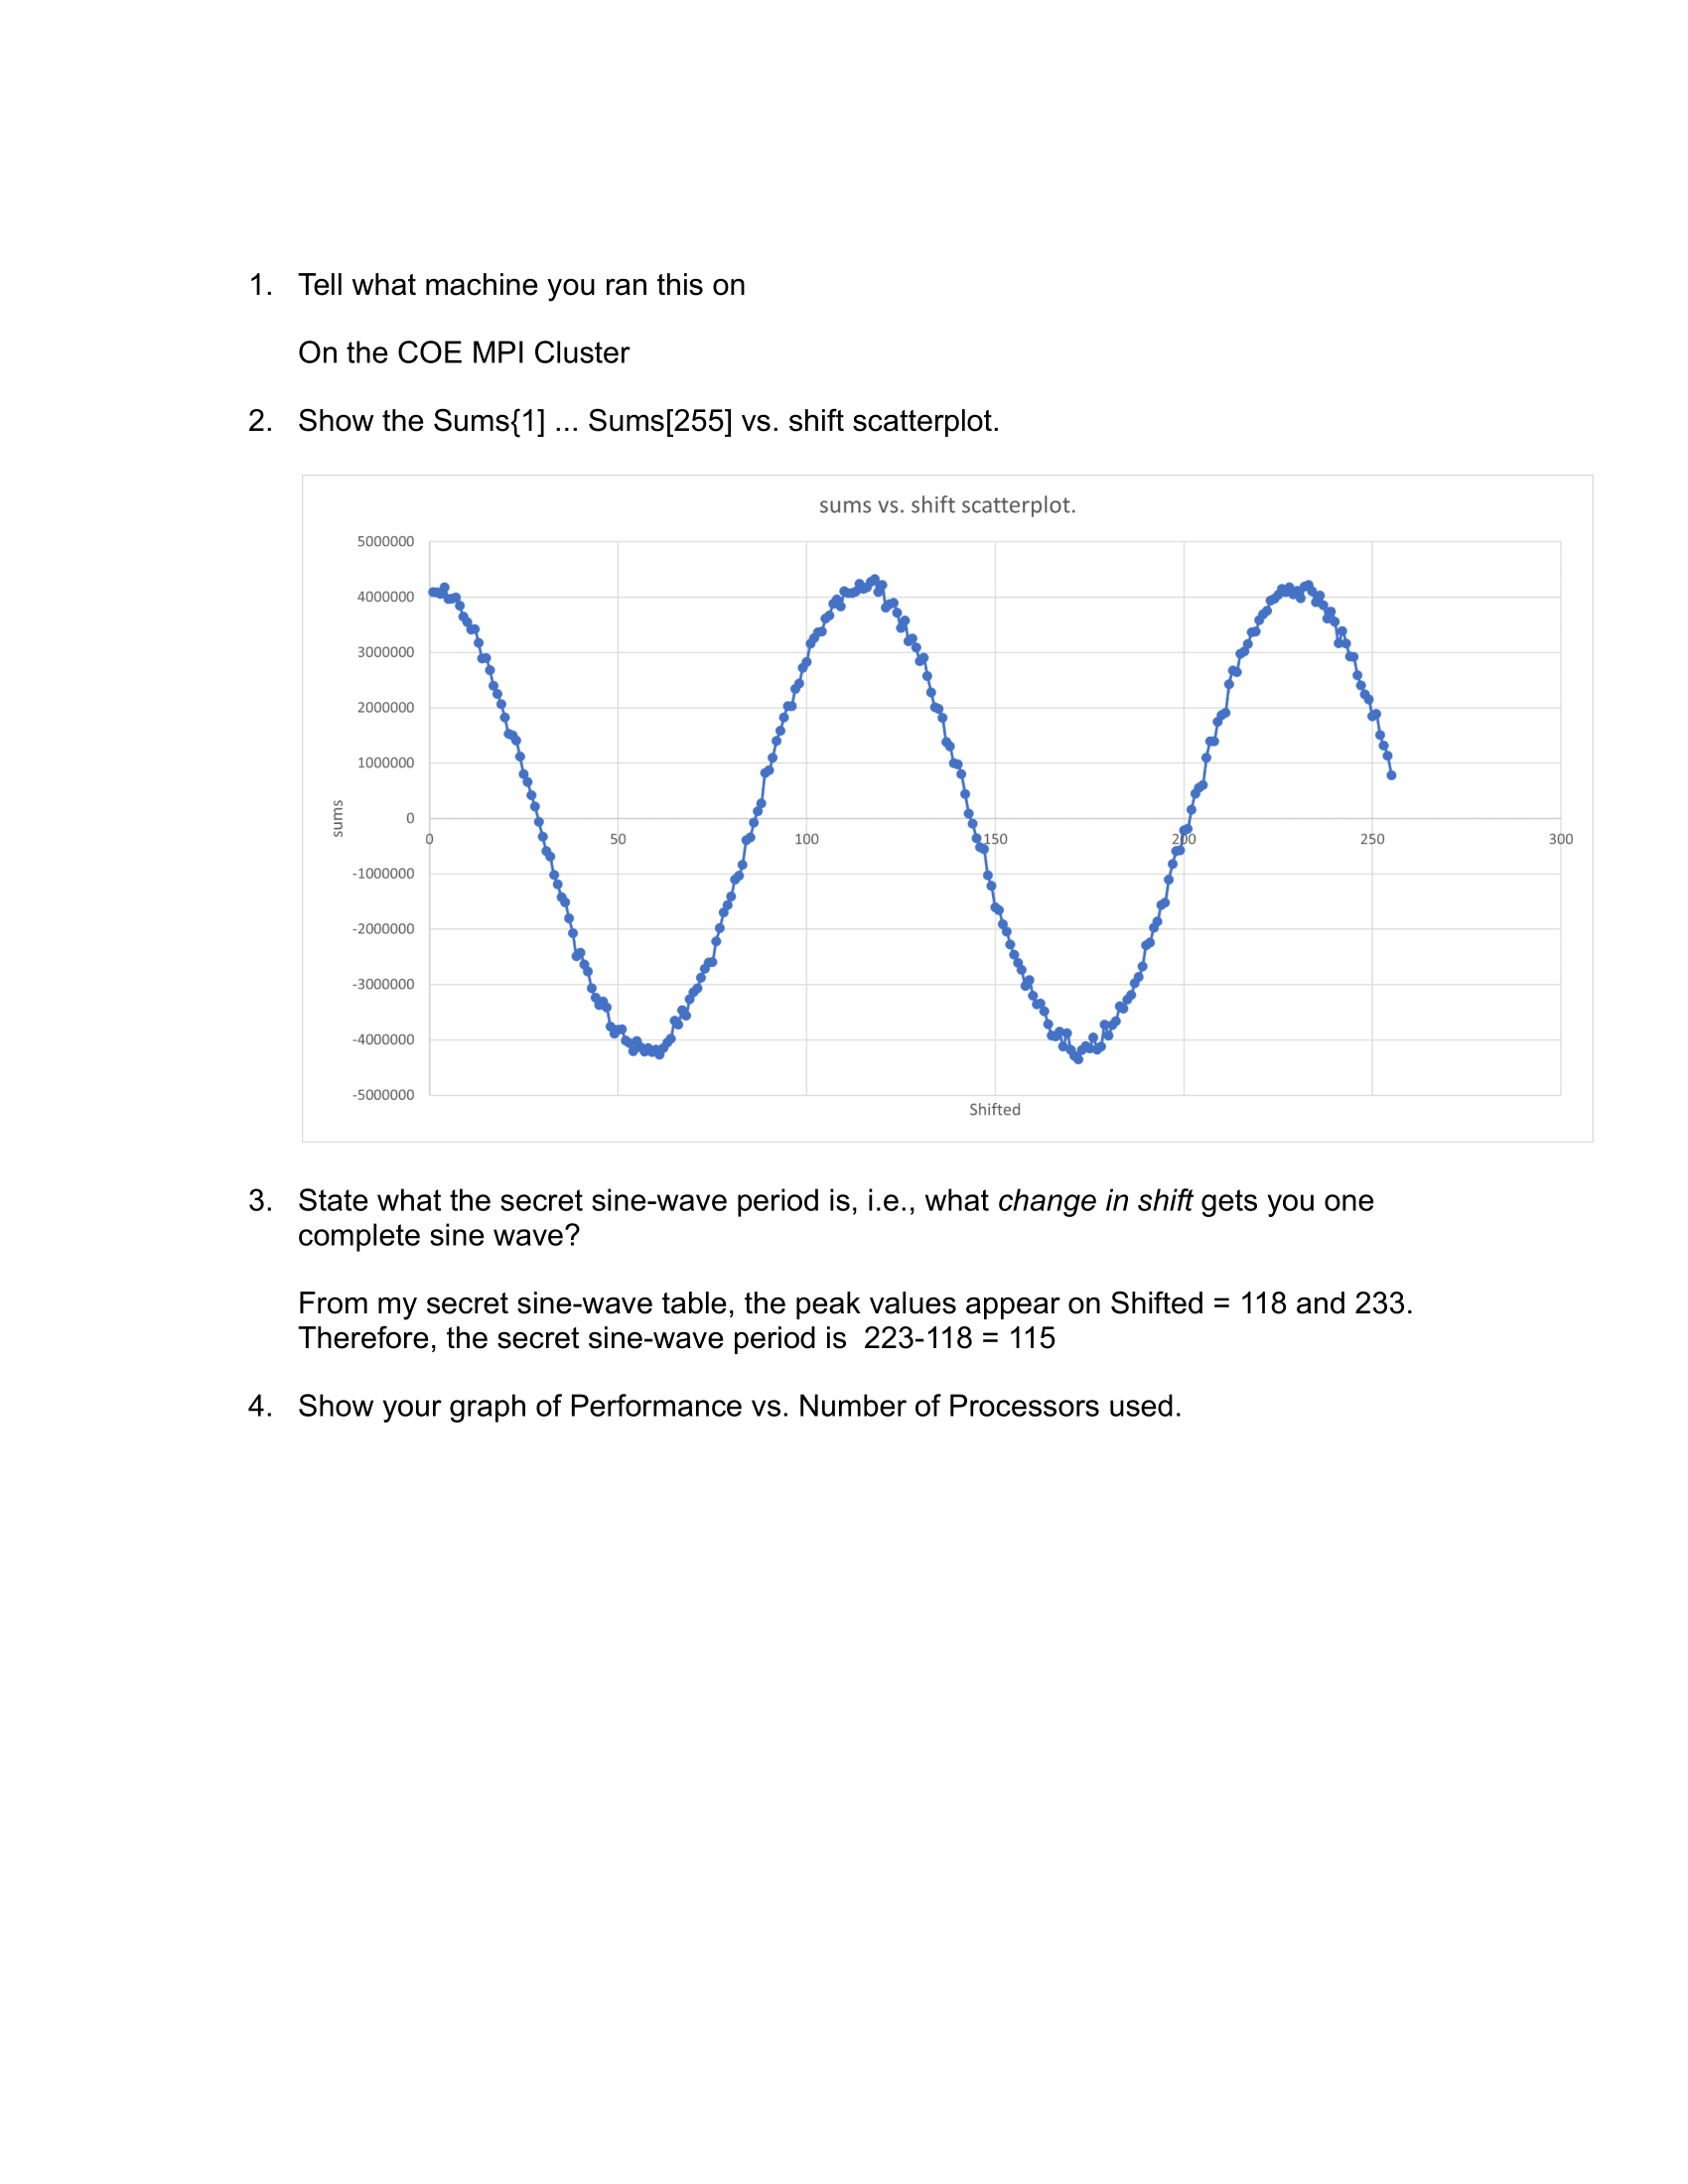 1. Tell what machine you ran this on
On the COE MPI Cluster
2. Show the Sums{1] ... Sums[255] vs. shift scatterplot.
sums vs. shift scatterplot.
5000000
4000000
3000000
2000000
1000000
0
-1000000
-2000000
-3000000
-4000000
-5000000
sums
0 50 100 150 200 250 300
Shifted
3. State what the secret sine-wave period is, i.e., what change in shift gets you one
complete sine wave?
From my secret sine-wave table, the peak values appear on Shifted = 118 and 233.
Therefore, the secret sine-wave period is  223-118 = 115
4. Show your graph of Performance vs. Number of Processors used.